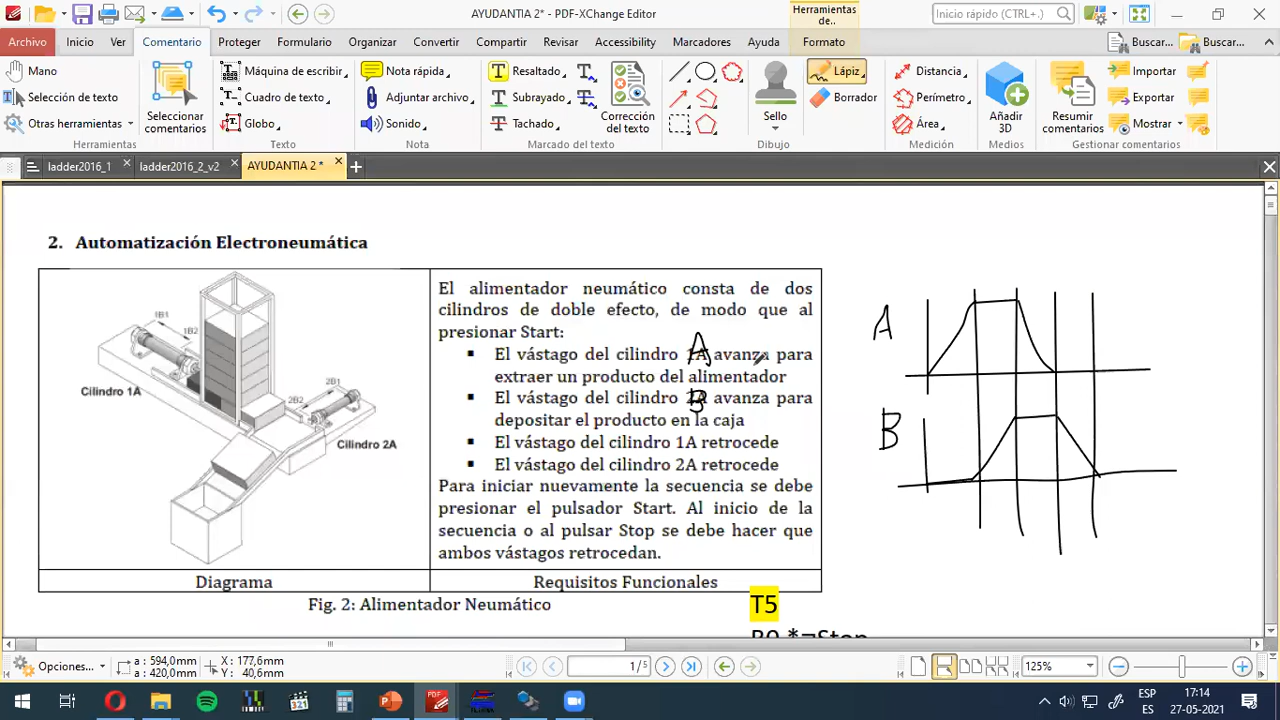 AYUDANTIA 2 - PDF-XChange Editor
Herramientas de..
Inicio rápido (CTRL+.)
Archivo Inicio Ver Comentario Proteger Formulario Organizar Convertir Compartir Revisar Accessibility Marcadores Ayuda Formato
Buscar... Buscar...
Mano
Selección de texto
Otras herramientas
Herramientas
Seleccionar comentarios
Máquina de escribir
Cuadro de texto
Globo
Texto
Nota rápida
Adjuntar archivo
Sonido
Nota
Resaltado
Subrayado
Tachado
Corrección del texto
Marcado del texto
Sello
Lápiz
Borrador
Dibujo
Distancia
Perímetro
Área
Medición
Añadir 3D
Medios
Resumir comentarios
Importar
Exportar
Mostrar
Gestionar comentarios
ladder2016_1 ladder2016_2_v2 AYUDANTIA 2 *
2. Automatización Electroneumática
1B1
1B2
Cilindro 1A
2B1
2B2
Cilindro 2A
El alimentador neumático consta de dos
cilindros de doble efecto, de modo que al
presionar Start:
▪ El vástago del cilindro A avanza para
extraer un producto del alimentador
▪ El vástago del cilindro B avanza para
depositar el producto en la caja
▪ El vástago del cilindro 1A retrocede
▪ El vástago del cilindro 2A retrocede
Para iniciar nuevamente la secuencia se debe
presionar el pulsador Start. Al inicio de la
secuencia o al pulsar Stop se debe hacer que
ambos vástagos retrocedan.
Diagrama Requisitos Funcionales
Fig. 2: Alimentador Neumático
A
B
T5
B0 *¬Stop
Opciones...
a : 594,0mm
a : 420,0mm
X : 177,6mm
Y : 40,6mm
1/5
125%
ESP
ES
17:14
27-05-2021